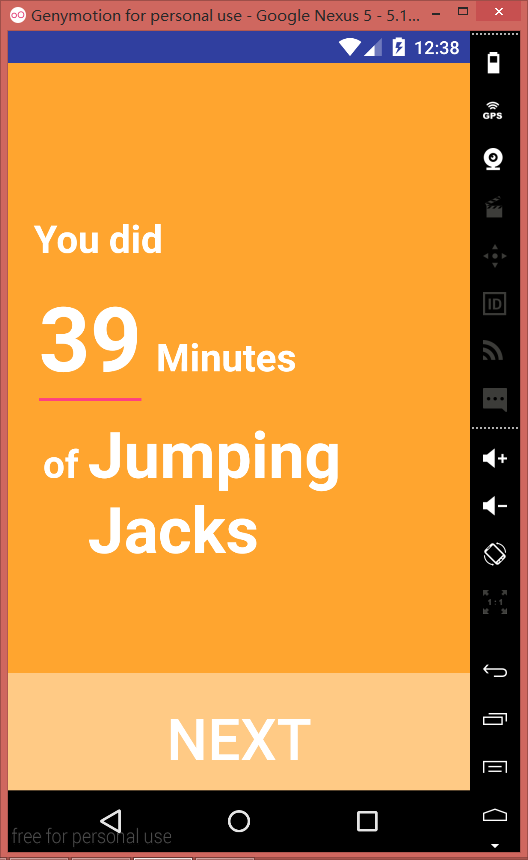 Genymotion for personal use - Google Nexus 5 - 5.1...
12:38
GPS
You did
39 Minutes
of Jumping
Jacks
ID
1:1
NEXT
free for personal use